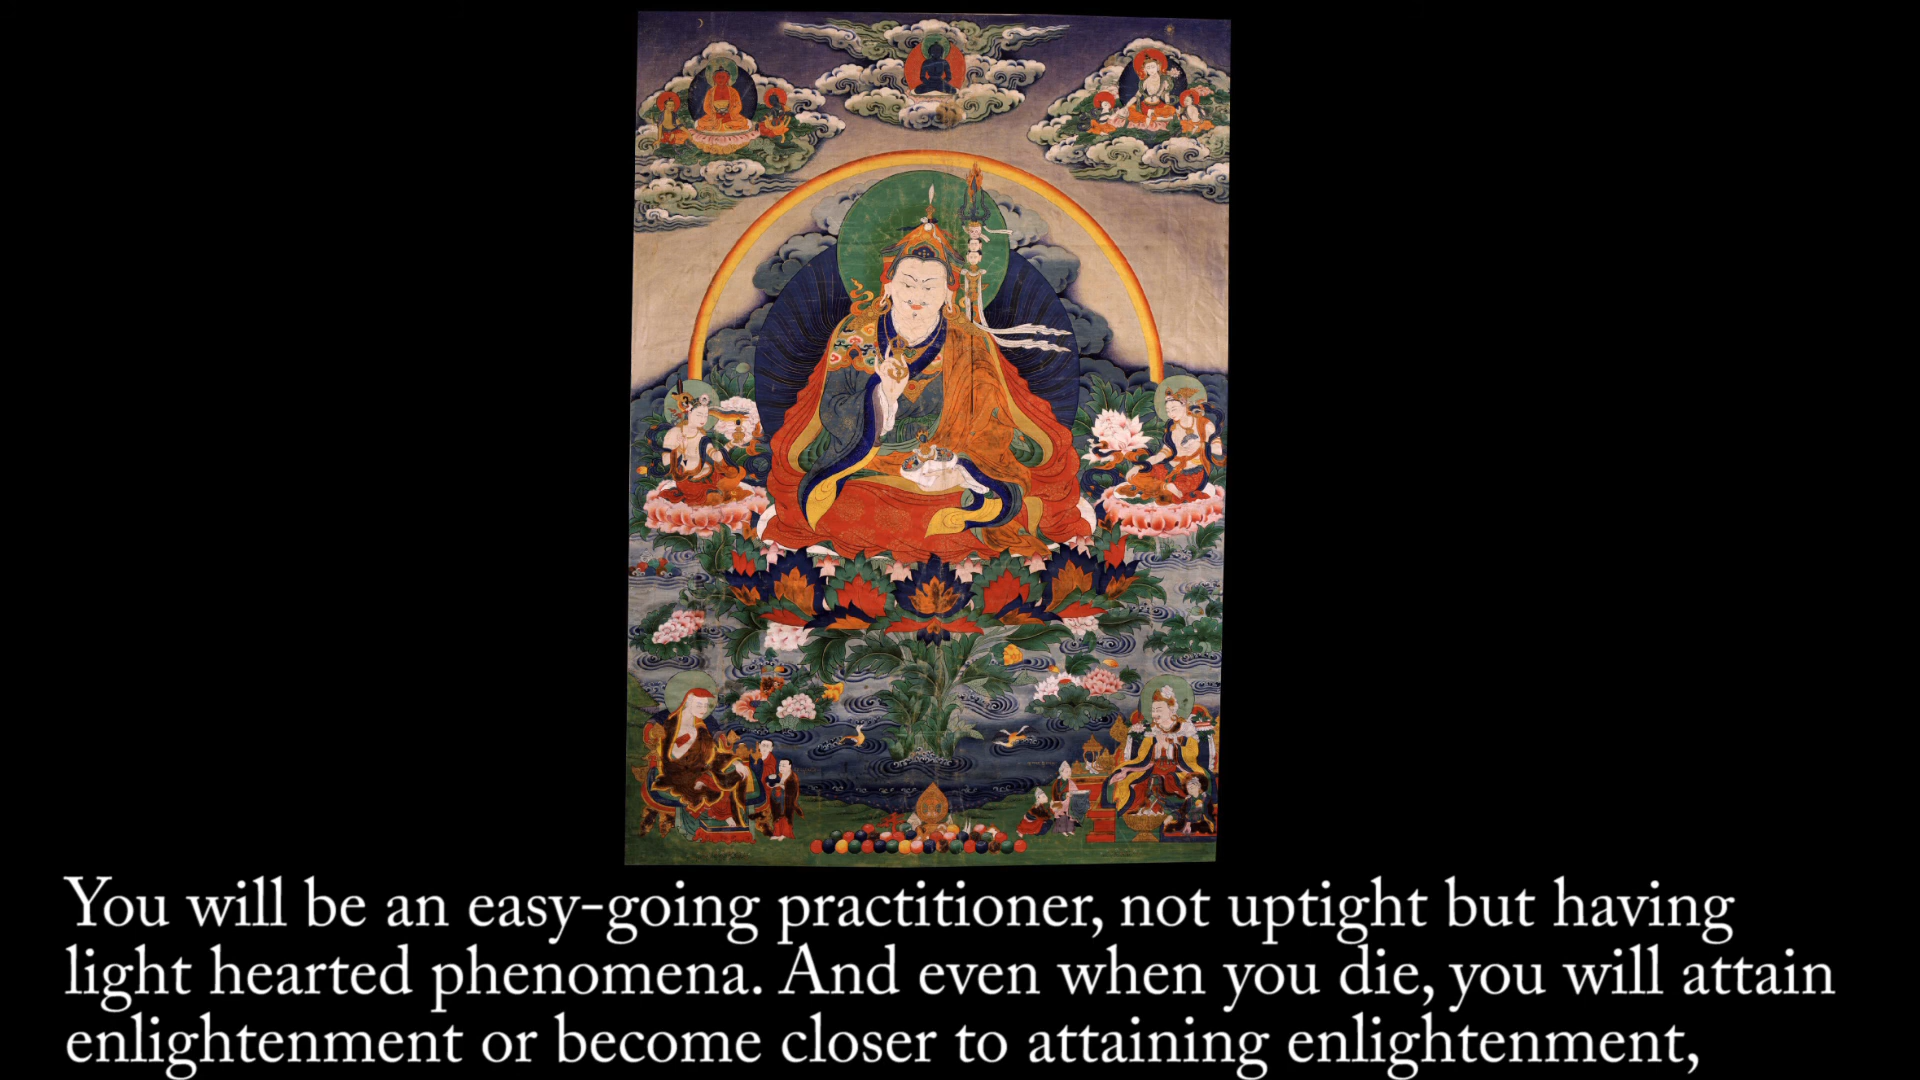 You will be an easy-going practitioner, not uptight but having
light hearted phenomena. And even when you die, you will attain
enlightenment or become closer to attaining enlightenment,